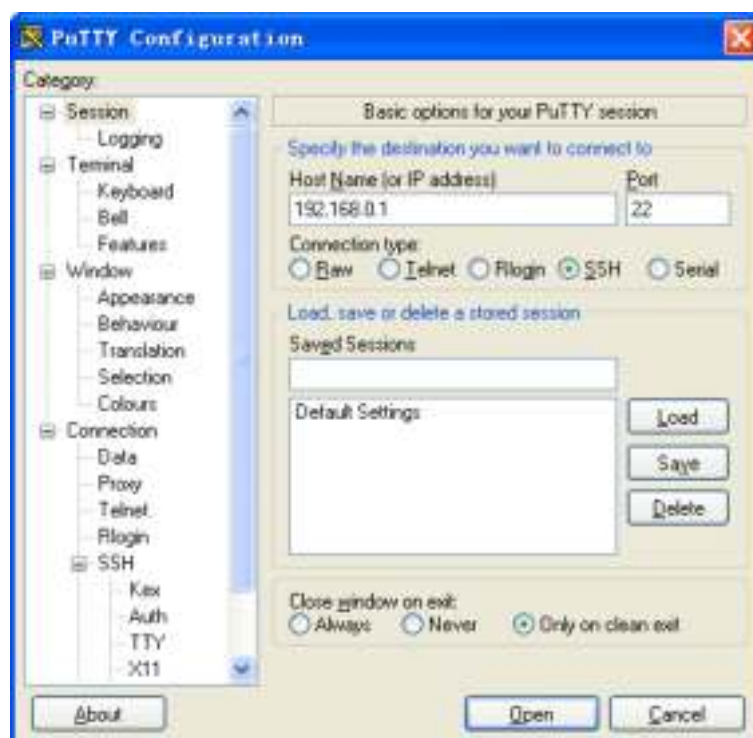 PuTTY Configuration
Category:
Session
Logging
Terminal
Keyboard
Bell
Features
Window
Appearance
Behaviour
Translation
Selection
Colours
Connection
Data
Proxy
Telnet
Rlogin
SSH
Kex
Auth
TTY
X11
Basic options for your PuTTY session
Specify the destination you want to connect to
Host Name (or IP address) Port
192.168.0.1 22
Connection type:
Raw Telnet Rlogin SSH Serial
Load, save or delete a stored session
Saved Sessions
Default Settings
Load
Save
Delete
Close window on exit:
Always Never Only on clean exit
About Open Cancel